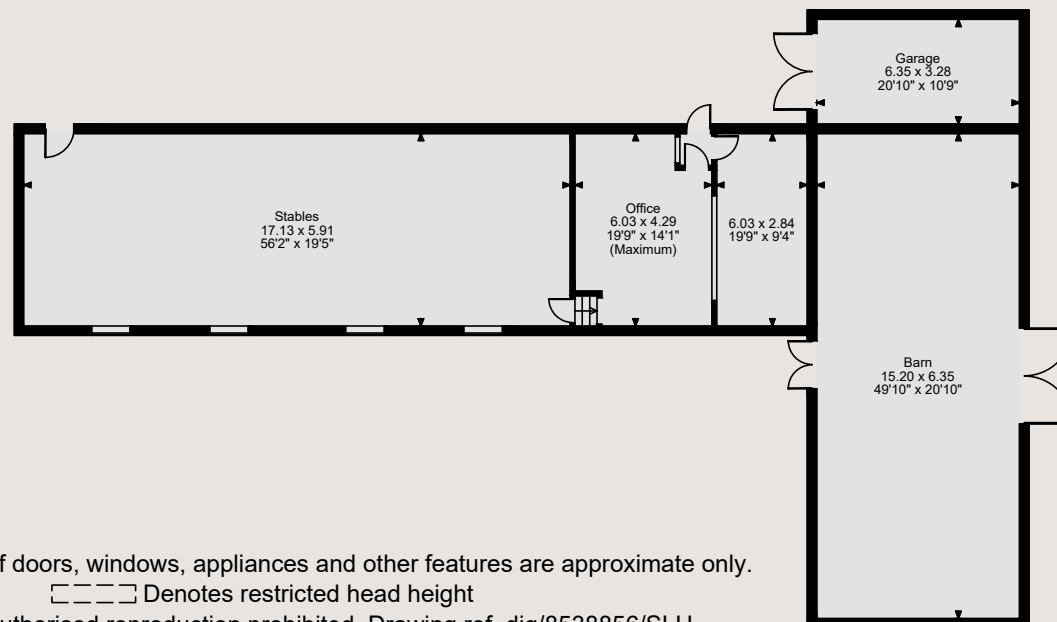 Garage
6.35 x 3.28
20'10" x 10'9"
Stables
17.13 x 5.91
56'2" x 19'5"
Office
6.03 x 4.29
19'9" x 14'1"
(Maximum)
6.03 x 2.84
19'9" x 9'4"
Barn
15.20 x 6.35
49'10" x 20'10"
doors, windows, appliances and other features are approximate only.
Denotes restricted head height
reproduction prohibited. Drawing ref. dig/8538856/SLU